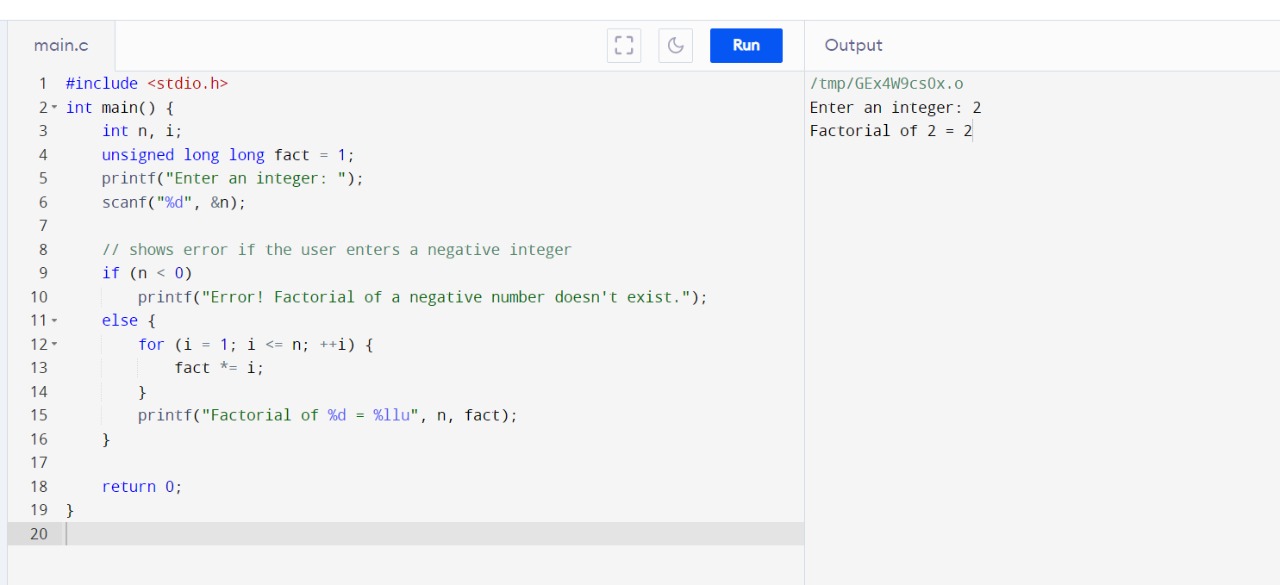 main.c
Run
Output
1 #include <stdio.h>
2 int main() {
3     int n, i;
4     unsigned long long fact = 1;
5     printf("Enter an integer: ");
6     scanf("%d", &n);
7
8     // shows error if the user enters a negative integer
9     if (n < 0)
10         printf("Error! Factorial of a negative number doesn't exist.");
11     else {
12         for (i = 1; i <= n; ++i) {
13             fact *= i;
14         }
15         printf("Factorial of %d = %llu", n, fact);
16     }
17
18     return 0;
19 }
20
/tmp/GEx4W9csOx.o
Enter an integer: 2
Factorial of 2 = 2